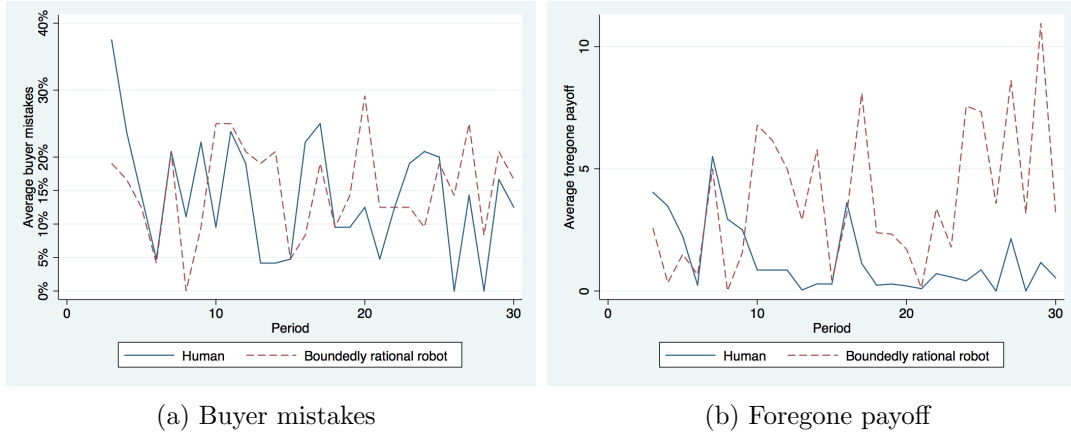 Average buyer mistakes
40%
30%
20%
15%
10%
5%
0%
0
10
20
30
Period
Human
Boundedly rational robot
(a) Buyer mistakes
Average foregone payoff
10
5
0
0
10
20
30
Period
Human
Boundedly rational robot
(b) Foregone payoff